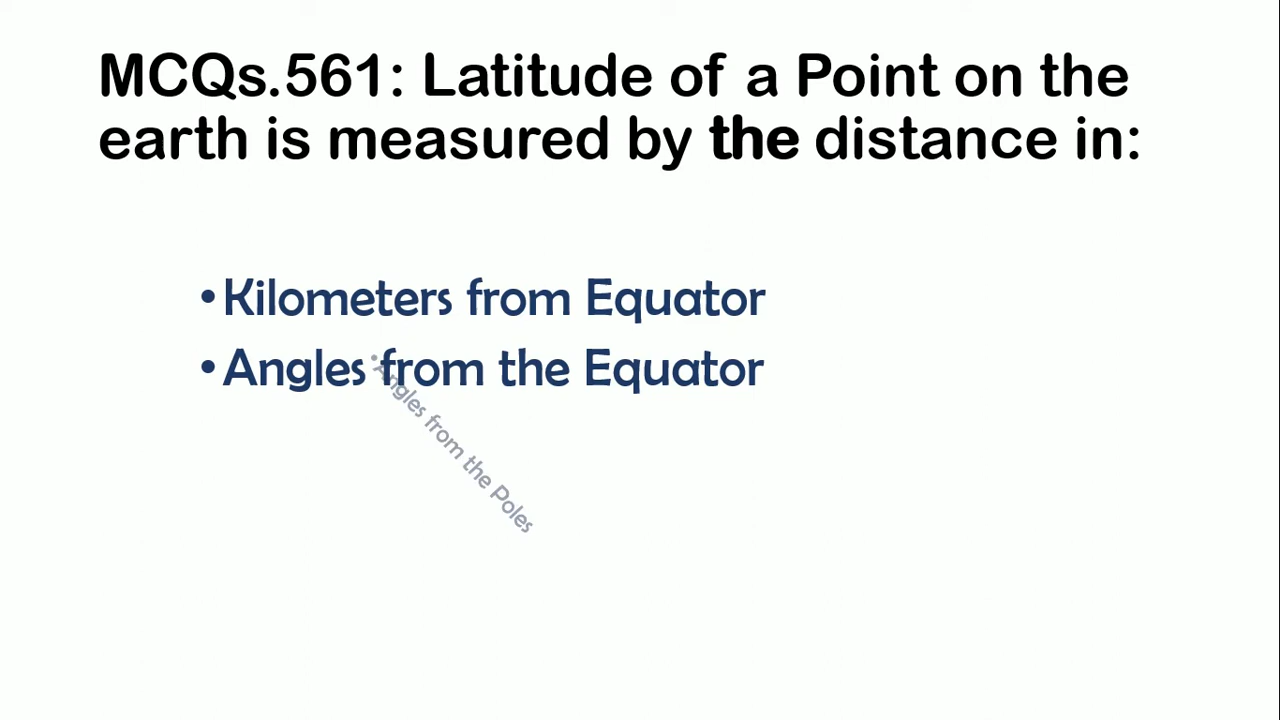 MCQs.561: Latitude of a Point on the
earth is measured by the distance in:
•Kilometers from Equator
•Angles from the Equator
•Angles from the Poles